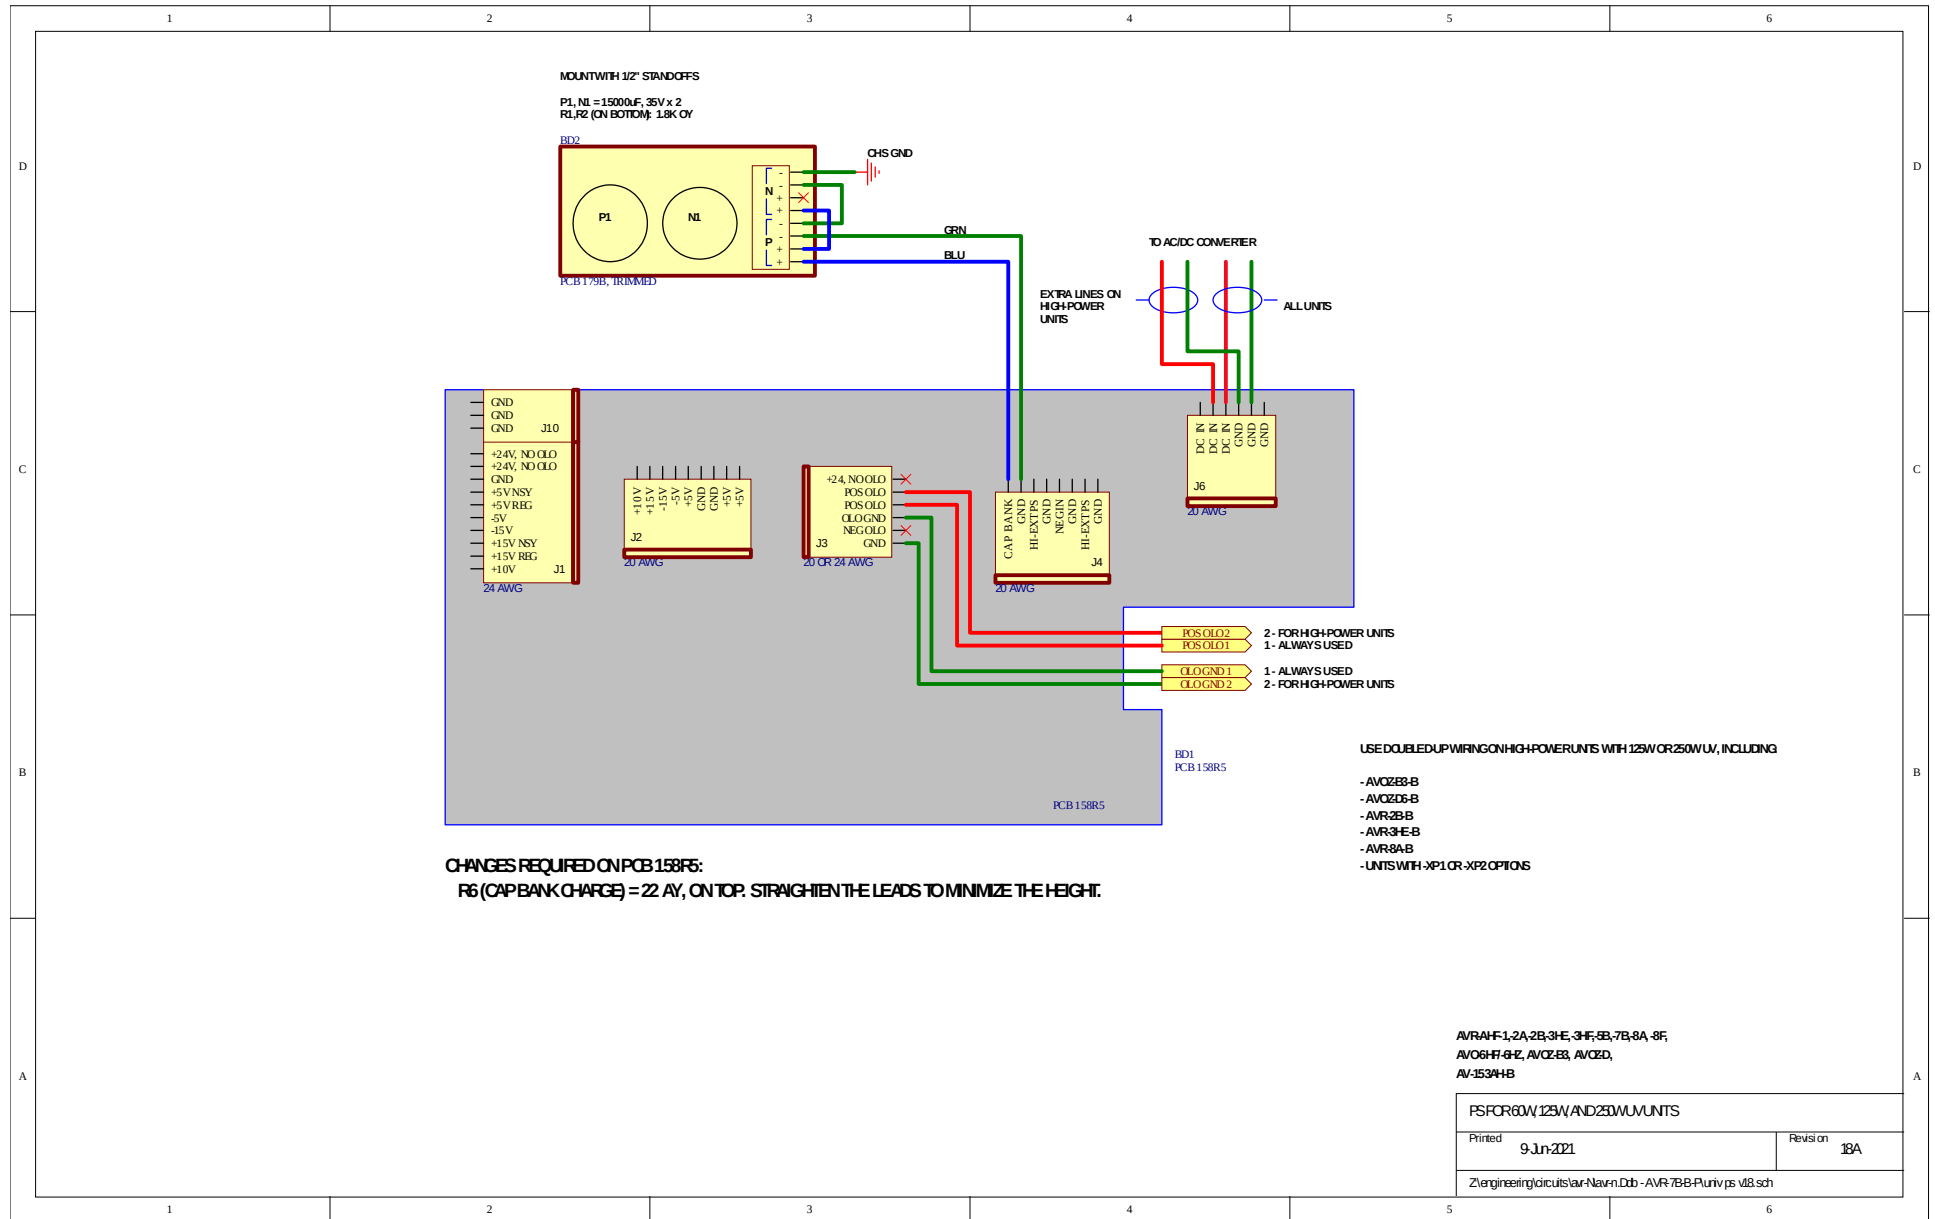 1 2 3 4 5 6
MOUNT WITH 1/2" STANDOFFS
P1, N1 = 15000uF, 35V x 2
R1,R2 (ON BOTTOM): 1.8K OY
BD2
D
D
CHS GND
-
-
N
+
+
P1
N1
-
-
P
+
+
GRN
BLU
PCB 179B, TRIMMED
TO AC/DC CONVERTER
EXTRA LINES ON
HIGH-POWER
UNITS
ALL UNITS
GND
GND
GND
J10
+24V, NO OLO
+24V, NO OLO
GND
+5V NSY
+5V REG
-5V
-15V
+15V NSY
+15V REG
+10V
J1
24 AWG
C
C
+10V
+15V
-15V
-5V
+5V
GND
GND
+5V
+5V
J2
20 AWG
+24, NO OLO
POS OLO
POS OLO
OLO GND
NEG OLO
GND
J3
20 OR 24 AWG
CAP BANK
GND
HI-EXT PS
GND
NEG IN
GND
HI-EXT PS
GND
J4
20 AWG
DC IN
DC IN
DC IN
GND
GND
GND
J6
20 AWG
POS OLO 2
2 - FOR HIGH-POWER UNITS
POS OLO 1
1 - ALWAYS USED
OLO GND 1
1 - ALWAYS USED
OLO GND 2
2 - FOR HIGH-POWER UNITS
BD1
PCB 158R5
PCB 158R5
B
B
USE DOUBLED-UP WIRING ON HIGH-POWER UNITS WITH 125W OR 250W UV, INCLUDING:
- AVOZ-B3-B
- AVOZ-D6-B
- AVR-2B-B
- AVR-3HE-B
- AVR-8A-B
- UNITS WITH -XP1 OR -XP2 OPTIONS
CHANGES REQUIRED ON PCB 158R5:
R6 (CAP BANK CHARGE) = 22 AY, ON TOP. STRAIGHTEN THE LEADS TO MINIMIZE THE HEIGHT.
A
A
AVR-AHF-1,-2A,-2B,-3HE,-3HF,-5B,-7B,-8A, -8F,
AVO-6HF/-6HZ, AVOZ-B3, AVOZ-D,
AV-153AH-B
PS FOR 60W, 125W, AND 250W UV UNITS
Printed
9-Jun-2021
Revision
18A
Z:\engineering\circuits\avr-N\avr-n.Ddb - AVR-7B-B-P\univ ps v18.sch
1 2 3 4 5 6